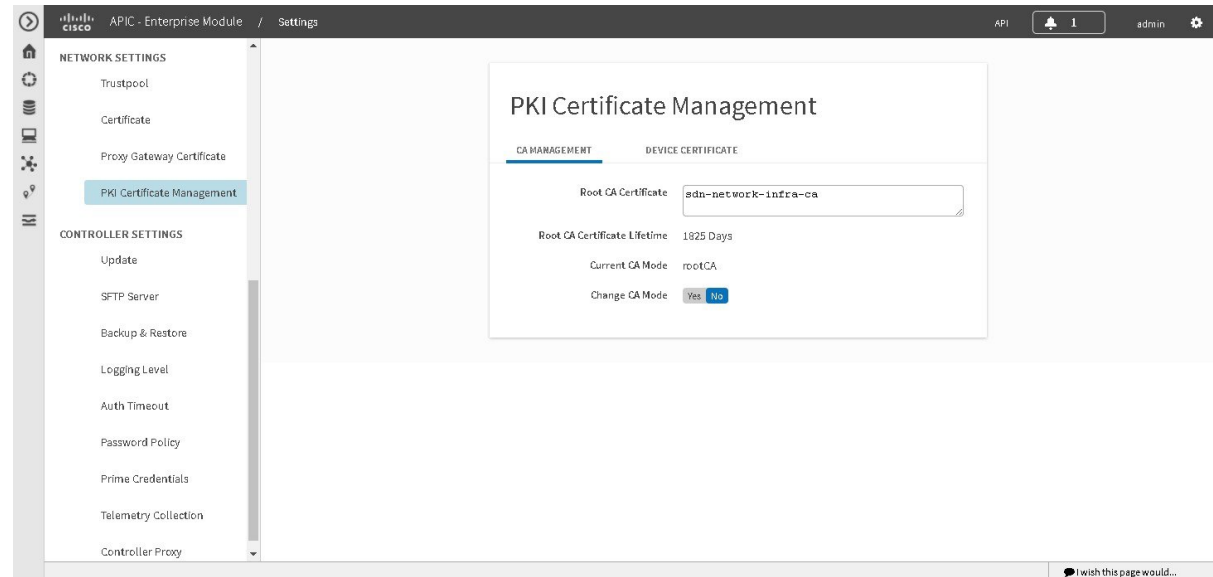 cisco APIC - Enterprise Module / Settings API 1 admin
NETWORK SETTINGS
Trustpool
Certificate
Proxy Gateway Certificate
PKI Certificate Management
CONTROLLER SETTINGS
Update
SFTP Server
Backup & Restore
Logging Level
Auth Timeout
Password Policy
Prime Credentials
Telemetry Collection
Controller Proxy
PKI Certificate Management
CA MANAGEMENT DEVICE CERTIFICATE
Root CA Certificate sdn-network-infra-ca
Root CA Certificate Lifetime 1825 Days
Current CA Mode rootCA
Change CA Mode Yes No
I wish this page would...